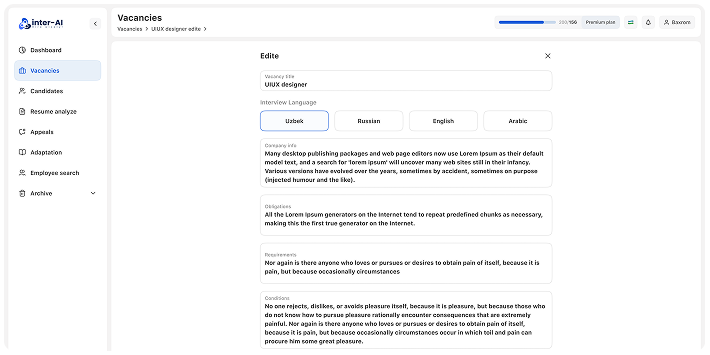 inter-AI
Vacancies
Vacancies > UIUX designer edite >
/156
Premium plan
Baxrom
Dashboard
Vacancies
Candidates
Resume analyze
Appeals
Adaptation
Employee search
Archive
Edite
Vacancy title
UIUX designer
Interview Language
Uzbek
Russian
English
Arabic
Company info
Many desktop publishing packages and web page editors now use Lorem Ipsum as their default
model text, and a search for 'lorem ipsum' will uncover many web sites still in their infancy.
Various versions have evolved over the years, sometimes by accident, sometimes on purpose
(injected humour and the like).
Obligations
All the Lorem Ipsum generators on the Internet tend to repeat predefined chunks as necessary,
making this the first true generator on the Internet.
Requirements
Nor again is there anyone who loves or pursues or desires to obtain pain of itself, because it is
pain, but because occasionally circumstances
Conditions
No one rejects, dislikes, or avoids pleasure itself, because it is pleasure, but because those who
do not know how to pursue pleasure rationally encounter consequences that are extremely
painful. Nor again is there anyone who loves or pursues or desires to obtain pain of itself,
because it is pain, but because occasionally circumstances occur in which toil and pain can
procure him some great pleasure.